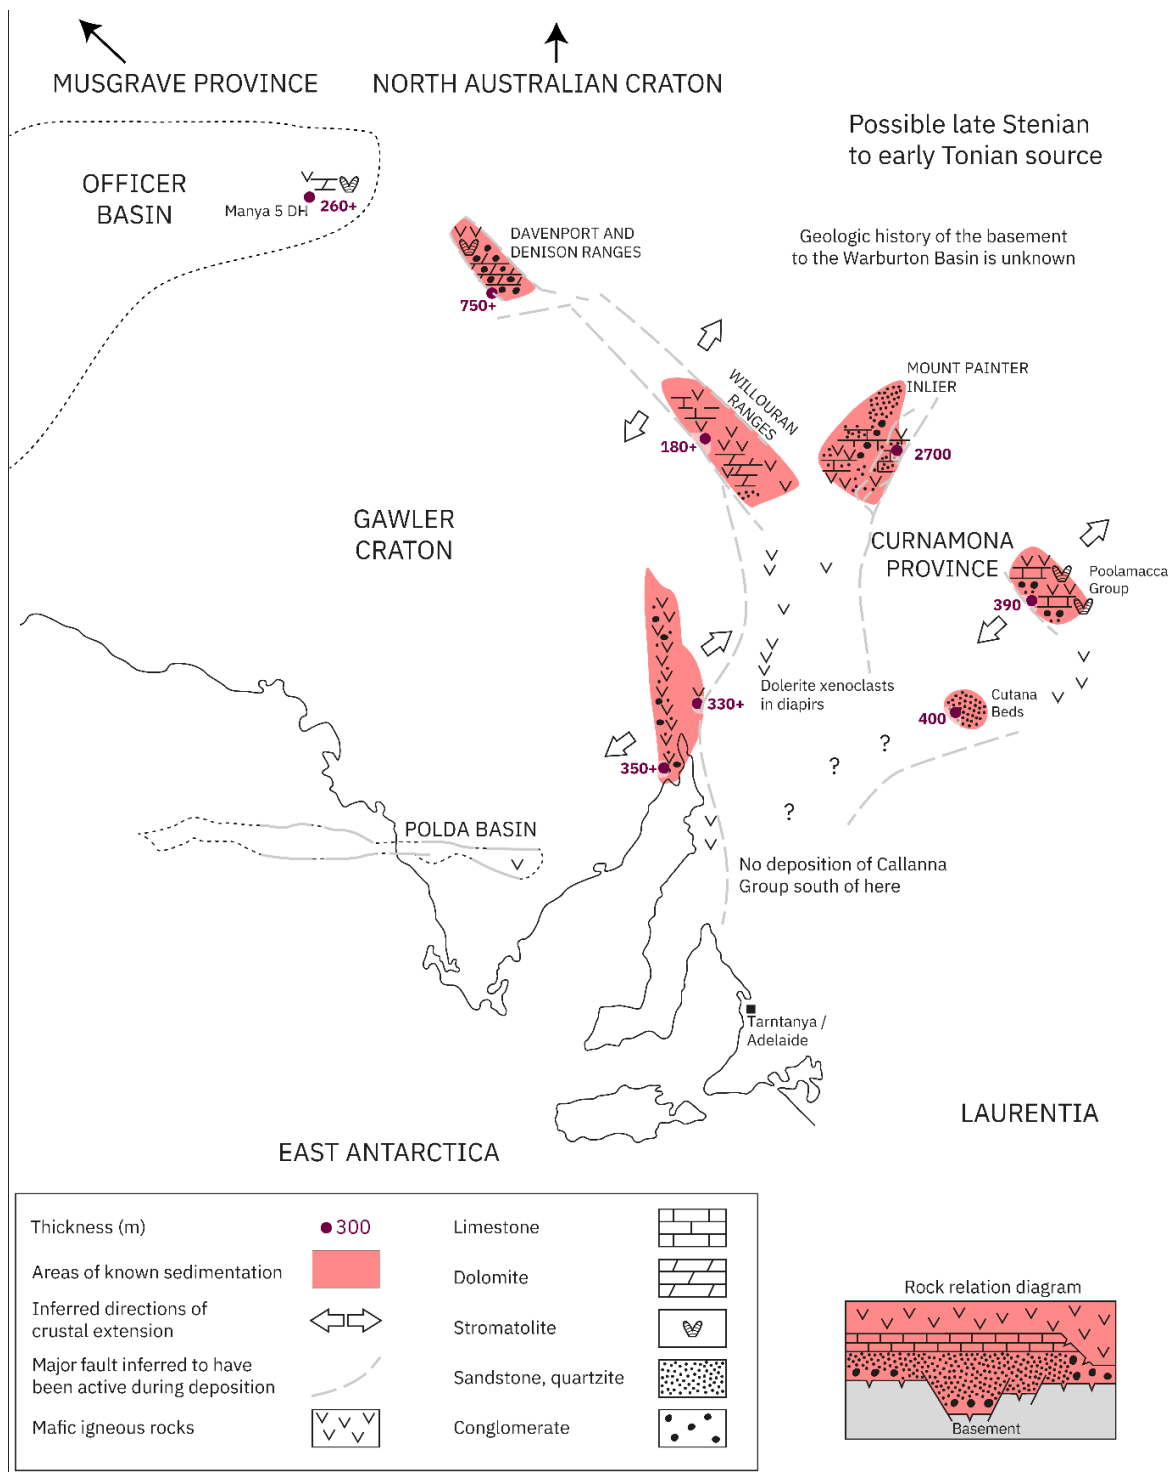 MUSGRAVE PROVINCE
NORTH AUSTRALIAN CRATON
Possible late Stenian
to early Tonian source
OFFICER
BASIN
Manya 5 DH
260+
DAVENPORT AND
DENISON RANGES
750+
Geologic history of the basement
to the Warburton Basin is unknown
WILLOURAN
RANGES
180+
MOUNT PAINTER
INLIER
2700
GAWLER
CRATON
CURNAMONA
PROVINCE
Poolamacca
Group
390
330+
Dolerite xenoclasts
in diapirs
Cutana
Beds
400
350+
?
?
?
POLDA BASIN
No deposition of Callanna
Group south of here
Tarntanya /
Adelaide
LAURENTIA
EAST ANTARCTICA
Thickness (m)
300
Areas of known sedimentation
Inferred directions of
crustal extension
Major fault inferred to have
been active during deposition
Mafic igneous rocks
Limestone
Dolomite
Stromatolite
Sandstone, quartzite
Conglomerate
Rock relation diagram
Basement